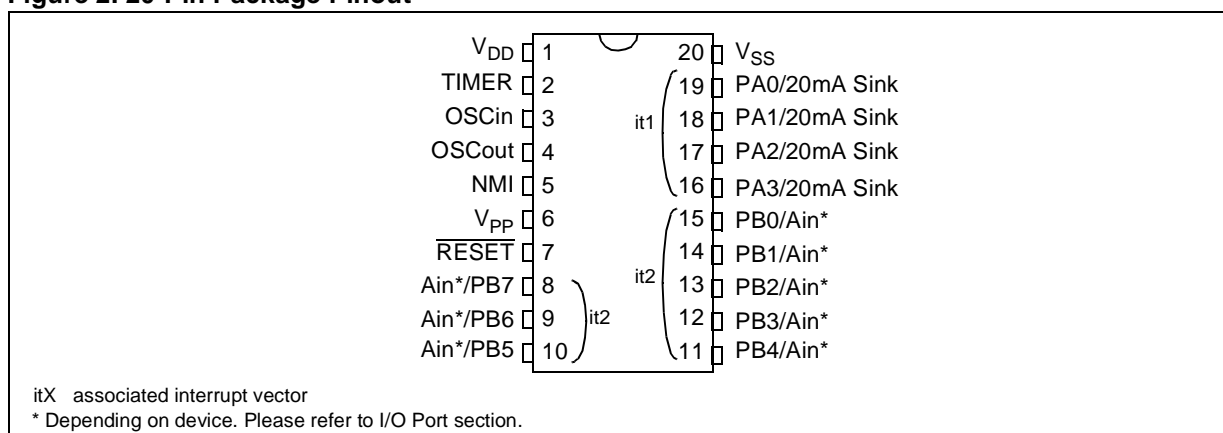 Figure 2. 20-Pin Package Pinout
VDD 1 20 VSS
TIMER 2 19 PA0/20mA Sink
OSCin 3 it1 18 PA1/20mA Sink
OSCout 4 17 PA2/20mA Sink
NMI 5 16 PA3/20mA Sink
VPP 6 15 PB0/Ain*
RESET 7 14 PB1/Ain*
Ain*/PB7 8 it2 13 PB2/Ain*
Ain*/PB6 9 it2 12 PB3/Ain*
Ain*/PB5 10 11 PB4/Ain*
itX associated interrupt vector
* Depending on device. Please refer to I/O Port section.